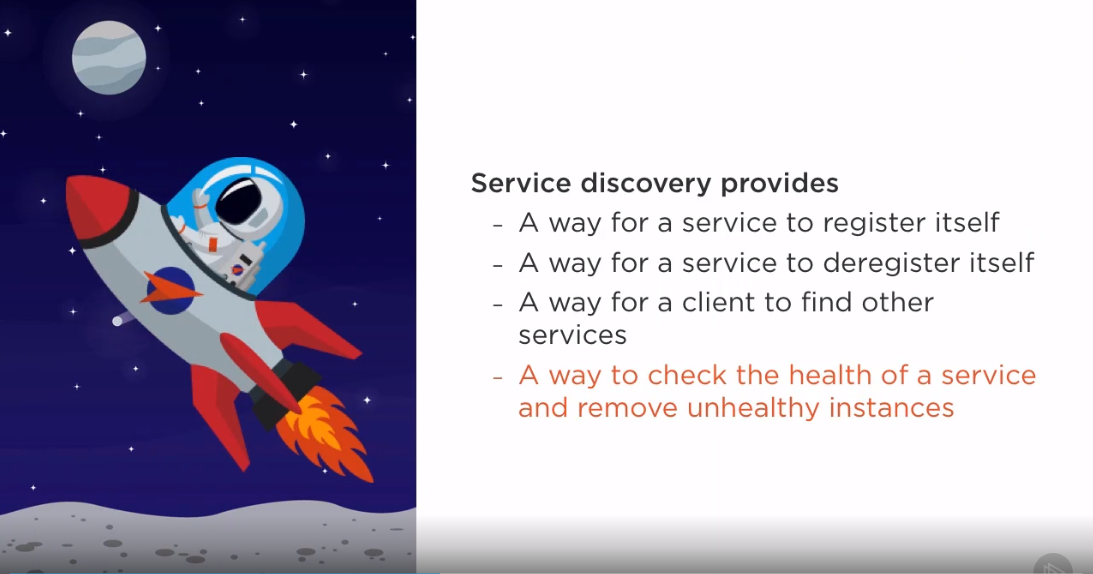 Service discovery provides
- A way for a service to register itself
- A way for a service to deregister itself
- A way for a client to find other
services
- A way to check the health of a service
and remove unhealthy instances